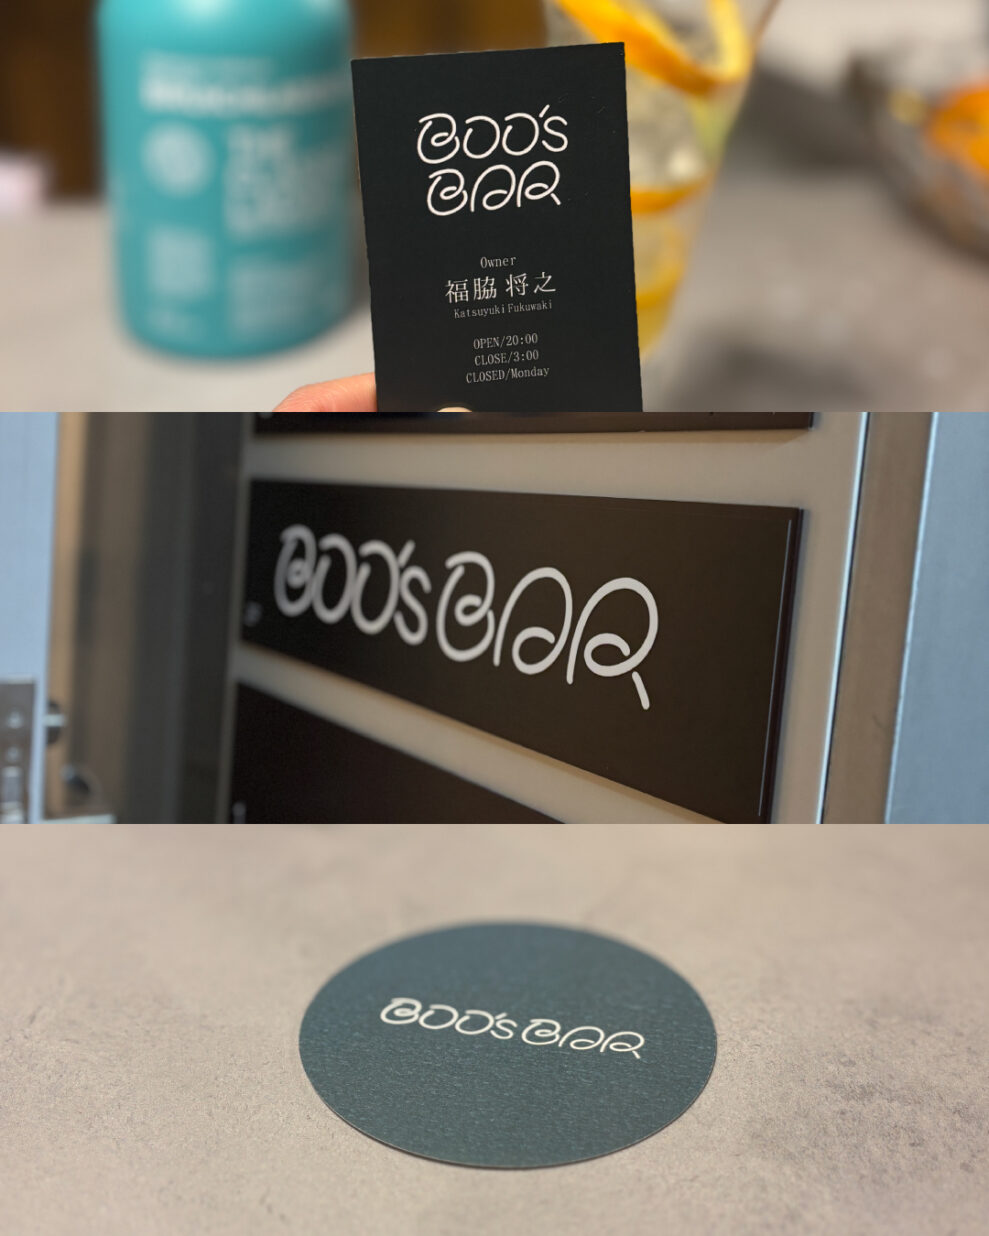 BOO's
BAR
Owner
福脇 将之
Katsuyuki Fukuwaki
OPEN/20:00
CLOSE/3:00
CLOSED/Monday
BOO's BAR
BOO's BAR